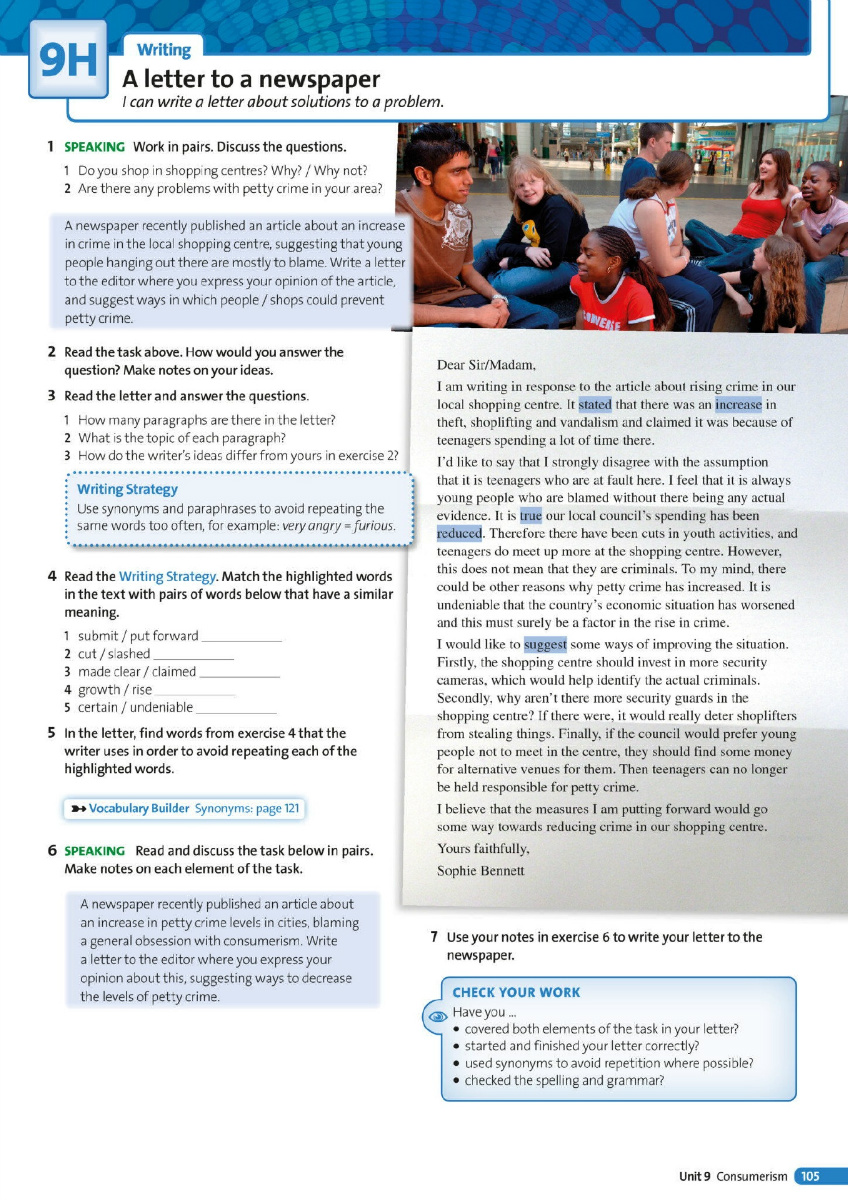 9H
Writing
A letter to a newspaper
I can write a letter about solutions to a problem.
1 SPEAKING Work in pairs. Discuss the questions.
1 Do you shop in shopping centres? Why? / Why not?
2 Are there any problems with petty crime in your area?
A newspaper recently published an article about an increase
in crime in the local shopping centre, suggesting that young
people hanging out there are mostly to blame. Write a letter
to the editor where you express your opinion of the article,
and suggest ways in which people / shops could prevent
petty crime.
2 Read the task above. How would you answer the
question? Make notes on your ideas.
3 Read the letter and answer the questions.
1 How many paragraphs are there in the letter?
2 What is the topic of each paragraph?
3 How do the writer's ideas differ from yours in exercise 2?
Writing Strategy
Use synonyms and paraphrases to avoid repeating the
same words too often, for example: very angry = furious.
4 Read the Writing Strategy. Match the highlighted words
in the text with pairs of words below that have a similar
meaning.
1 submit / put forward ____________
2 cut / slashed ____________
3 made clear / claimed ____________
4 growth / rise ____________
5 certain / undeniable ____________
5 In the letter, find words from exercise 4 that the
writer uses in order to avoid repeating each of the
highlighted words.
Vocabulary Builder Synonyms: page 121
6 SPEAKING Read and discuss the task below in pairs.
Make notes on each element of the task.
A newspaper recently published an article about
an increase in petty crime levels in cities, blaming
a general obsession with consumerism. Write
a letter to the editor where you express your
opinion about this, suggesting ways to decrease
the levels of petty crime.
Dear Sir/Madam,
I am writing in response to the article about rising crime in our
local shopping centre. It stated that there was an increase in
theft, shoplifting and vandalism and claimed it was because of
teenagers spending a lot of time there.
I'd like to say that I strongly disagree with the assumption
that it is teenagers who are at fault here. I feel that it is always
young people who are blamed without there being any actual
evidence. It is true our local council's spending has been
reduced. Therefore there have been cuts in youth activities, and
teenagers do meet up more at the shopping centre. However,
this does not mean that they are criminals. To my mind, there
could be other reasons why petty crime has increased. It is
undeniable that the country's economic situation has worsened
and this must surely be a factor in the rise in crime.
I would like to suggest some ways of improving the situation.
Firstly, the shopping centre should invest in more security
cameras, which would help identify the actual criminals.
Secondly, why aren't there more security guards in the
shopping centre? If there were, it would really deter shoplifters
from stealing things. Finally, if the council would prefer young
people not to meet in the centre, they should find some money
for alternative venues for them. Then teenagers can no longer
be held responsible for petty crime.
I believe that the measures I am putting forward would go
some way towards reducing crime in our shopping centre.
Yours faithfully,
Sophie Bennett
7 Use your notes in exercise 6 to write your letter to the
newspaper.
CHECK YOUR WORK
Have you ...
• covered both elements of the task in your letter?
• started and finished your letter correctly?
• used synonyms to avoid repetition where possible?
• checked the spelling and grammar?
Unit 9 Consumerism 105